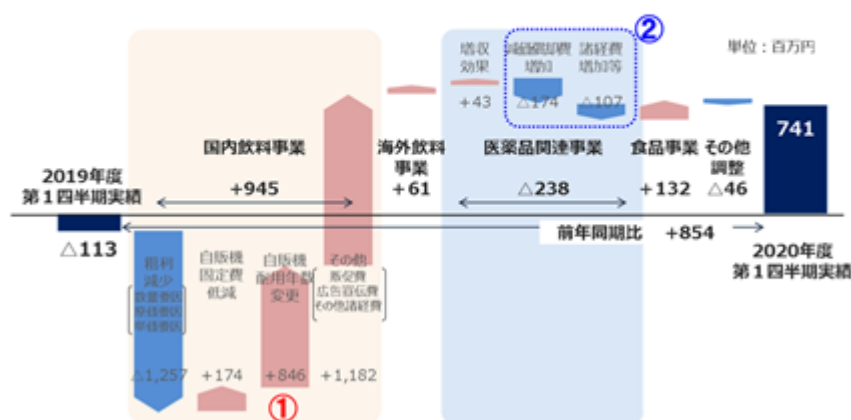 ②
単位：百万円
増収
効果
+43
減価償却費
増加
△174
諸経費
増加等
△107
741
国内飲料事業
+945
海外飲料
事業
+61
医薬品関連事業
△238
食品事業
+132
その他
調整
△46
2019年度
第１四半期実績
△113
前年同期比 +854
2020年度
第１四半期実績
粗利
減少
数量要因
原価要因
単価要因
△1,257
自販機
固定費
低減
+174
自販機
耐用年数
変更
+846
その他
販促費
広告宣伝費
その他諸経費
+1,182
①